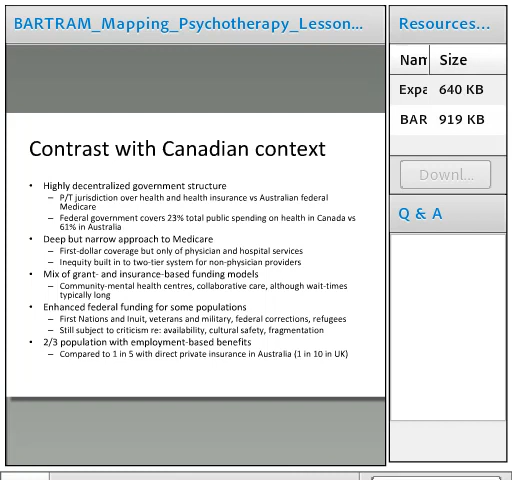 BARTRAM_Mapping_Psychotherapy_Lesson...
Contrast with Canadian context
• Highly decentralized government structure
– P/T jurisdiction over health and health insurance vs Australian federal
Medicare
– Federal government covers 23% total public spending on health in Canada vs
61% in Australia
• Deep but narrow approach to Medicare
– First-dollar coverage but only of physician and hospital services
– Inequity built in to two-tier system for non-physician providers
• Mix of grant- and insurance-based funding models
– Community-mental health centres, collaborative care, although wait-times
typically long
• Enhanced federal funding for some populations
– First Nations and Inuit, veterans and military, federal corrections, refugees
– Still subject to criticism re: availability, cultural safety, fragmentation
• 2/3 population with employment-based benefits
– Compared to 1 in 5 with direct private insurance in Australia (1 in 10 in UK)
Resources...
Nam Size
Expa 640 KB
BAR 919 KB
Downl...
Q & A